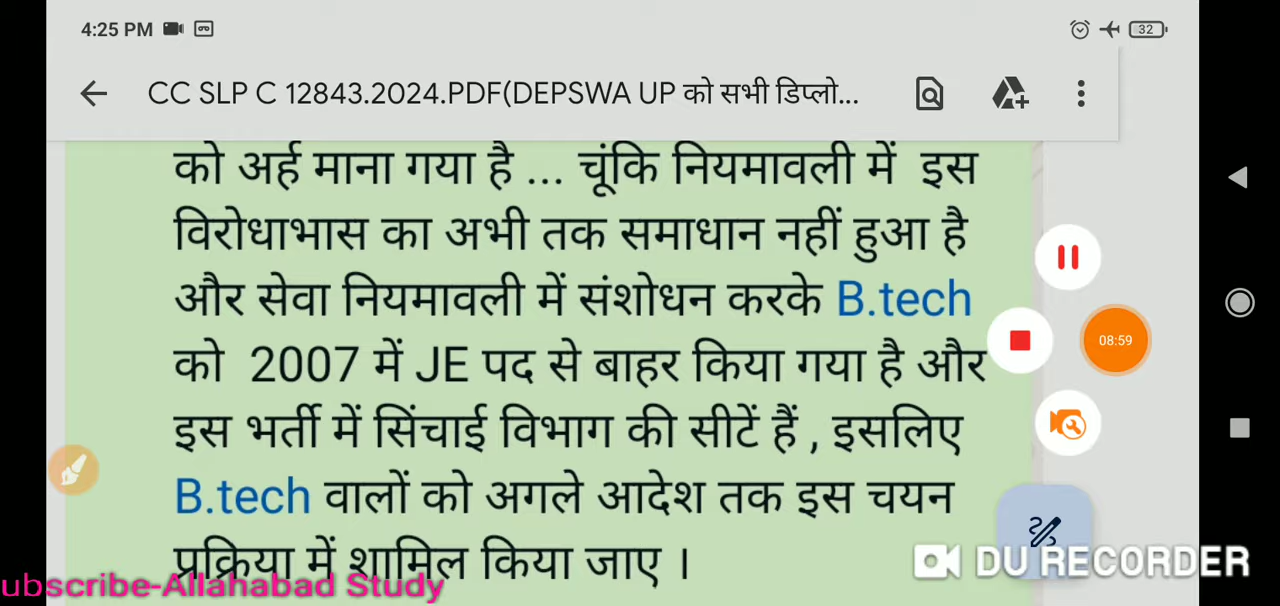 4:25 PM
32
CC SLP C 12843.2024.PDF(DEPSWA UP को सभी डिप्लो...
को अर्ह माना गया है ... चूंकि नियमावली में इस
विरोधाभास का अभी तक समाधान नहीं हुआ है
और सेवा नियमावली में संशोधन करके B.tech
को 2007 में JE पद से बाहर किया गया है और
इस भर्ती में सिंचाई विभाग की सीटें हैं , इसलिए
B.tech वालों को अगले आदेश तक इस चयन
प्रक्रिया में शामिल किया जाए ।
08:59
DU RECORDER
ubscribe-Allahabad Study